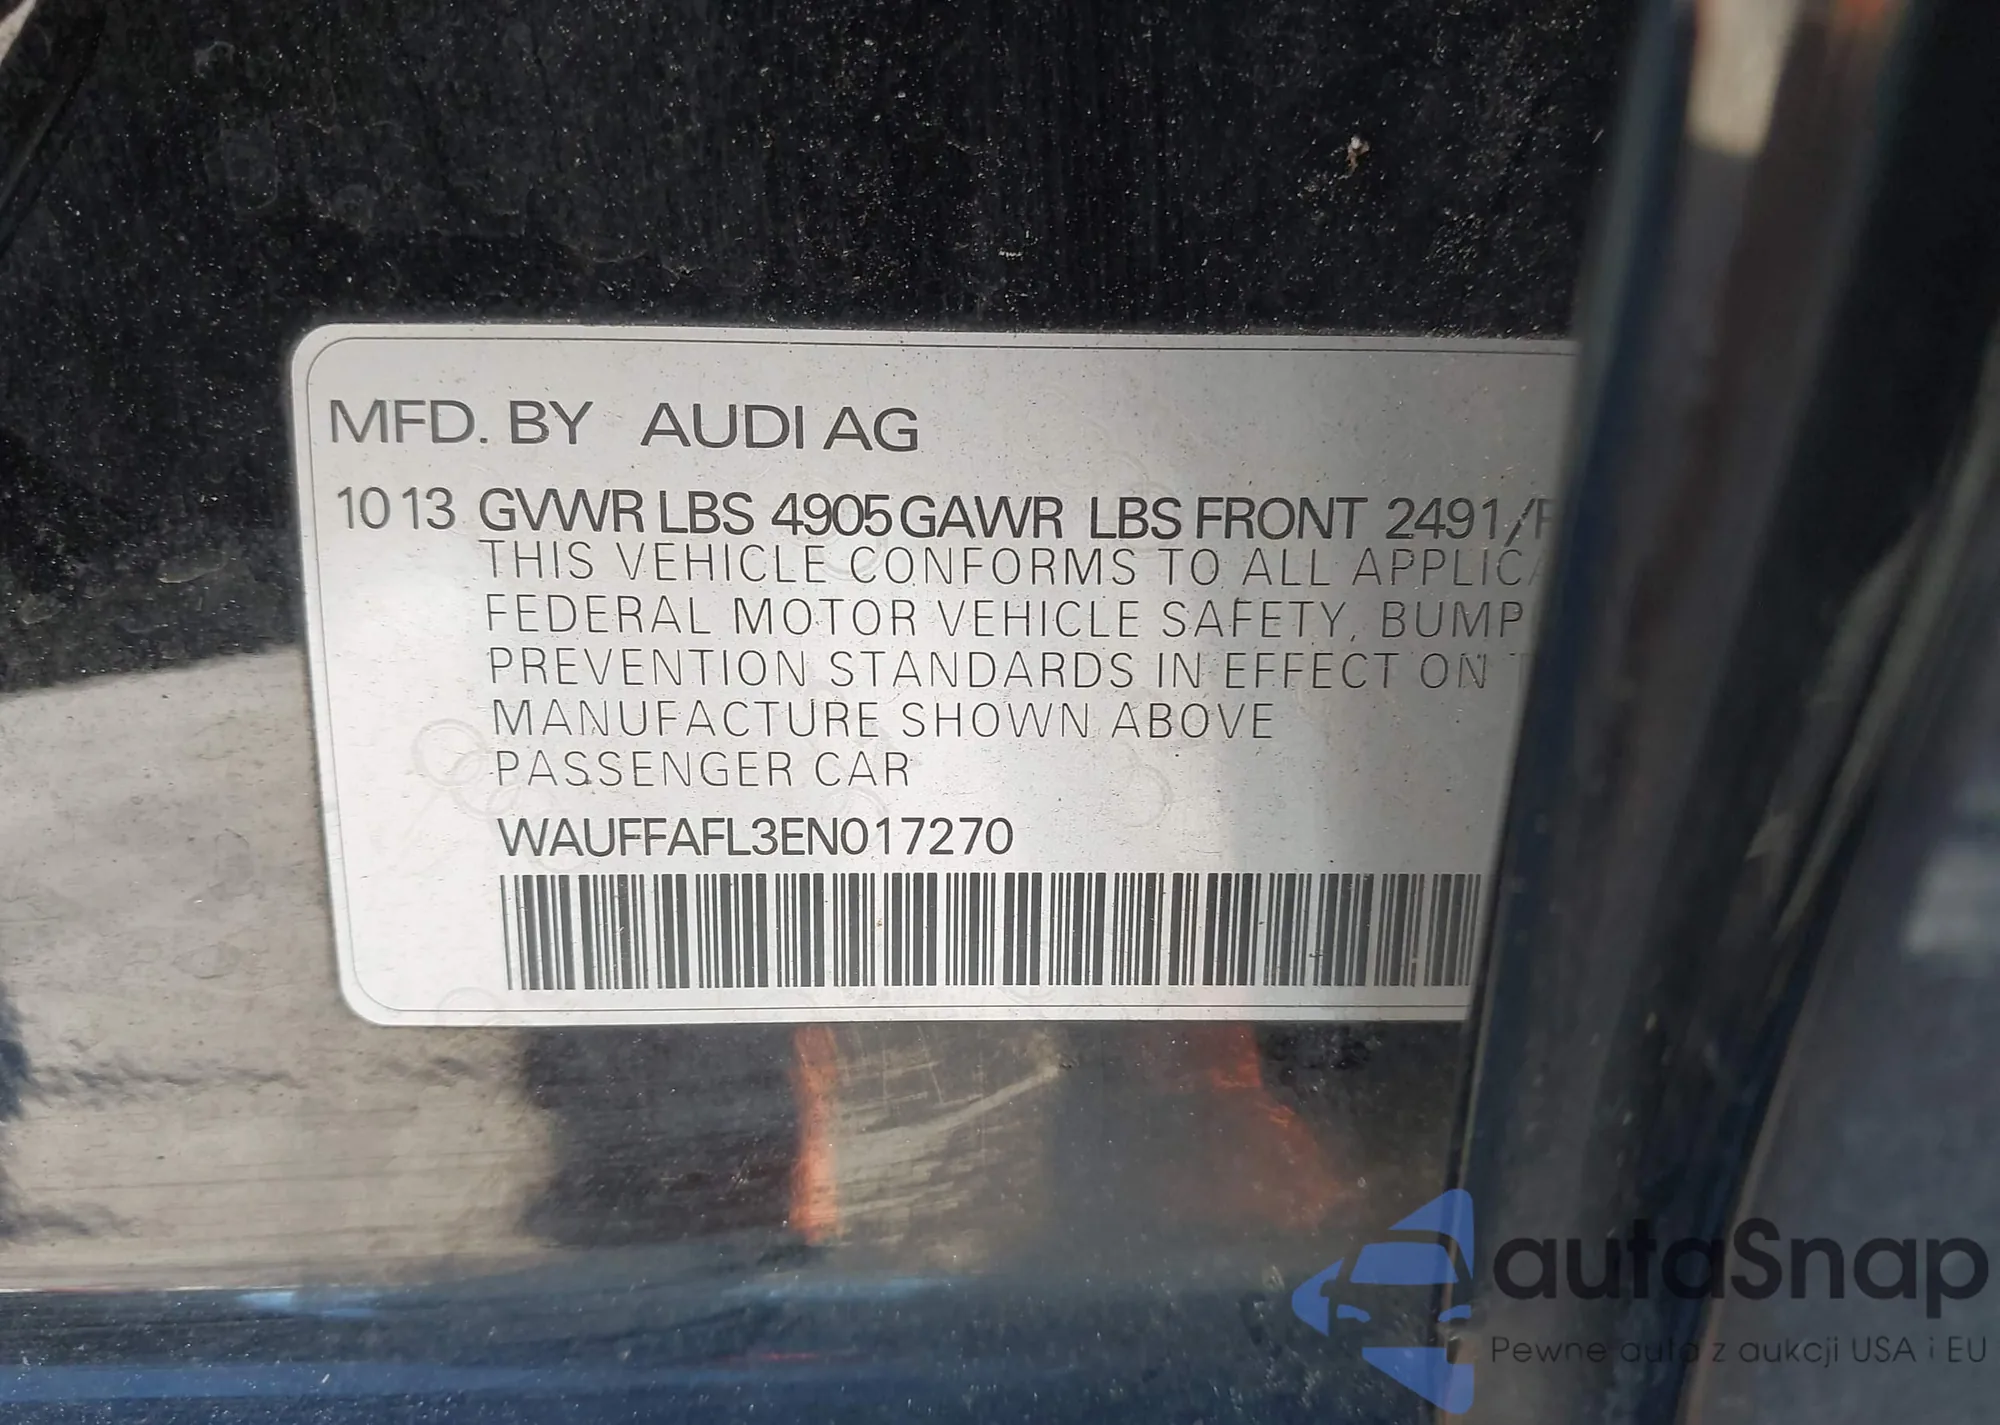 MFD. BY AUDI AG
10 13 GVWR LBS 4905 GAWR LBS FRONT 2491/R
THIS VEHICLE CONFORMS TO ALL
FEDERAL MOTOR VEHICLE SAFETY, BUMP
PREVENTION STANDARDS IN EFFECT ON
MANUFACTURE SHOWN ABOVE
PASSENGER CAR
WAUFFAFL3EN017270
autaSnap
Pewne auta z aukcji USA i EU